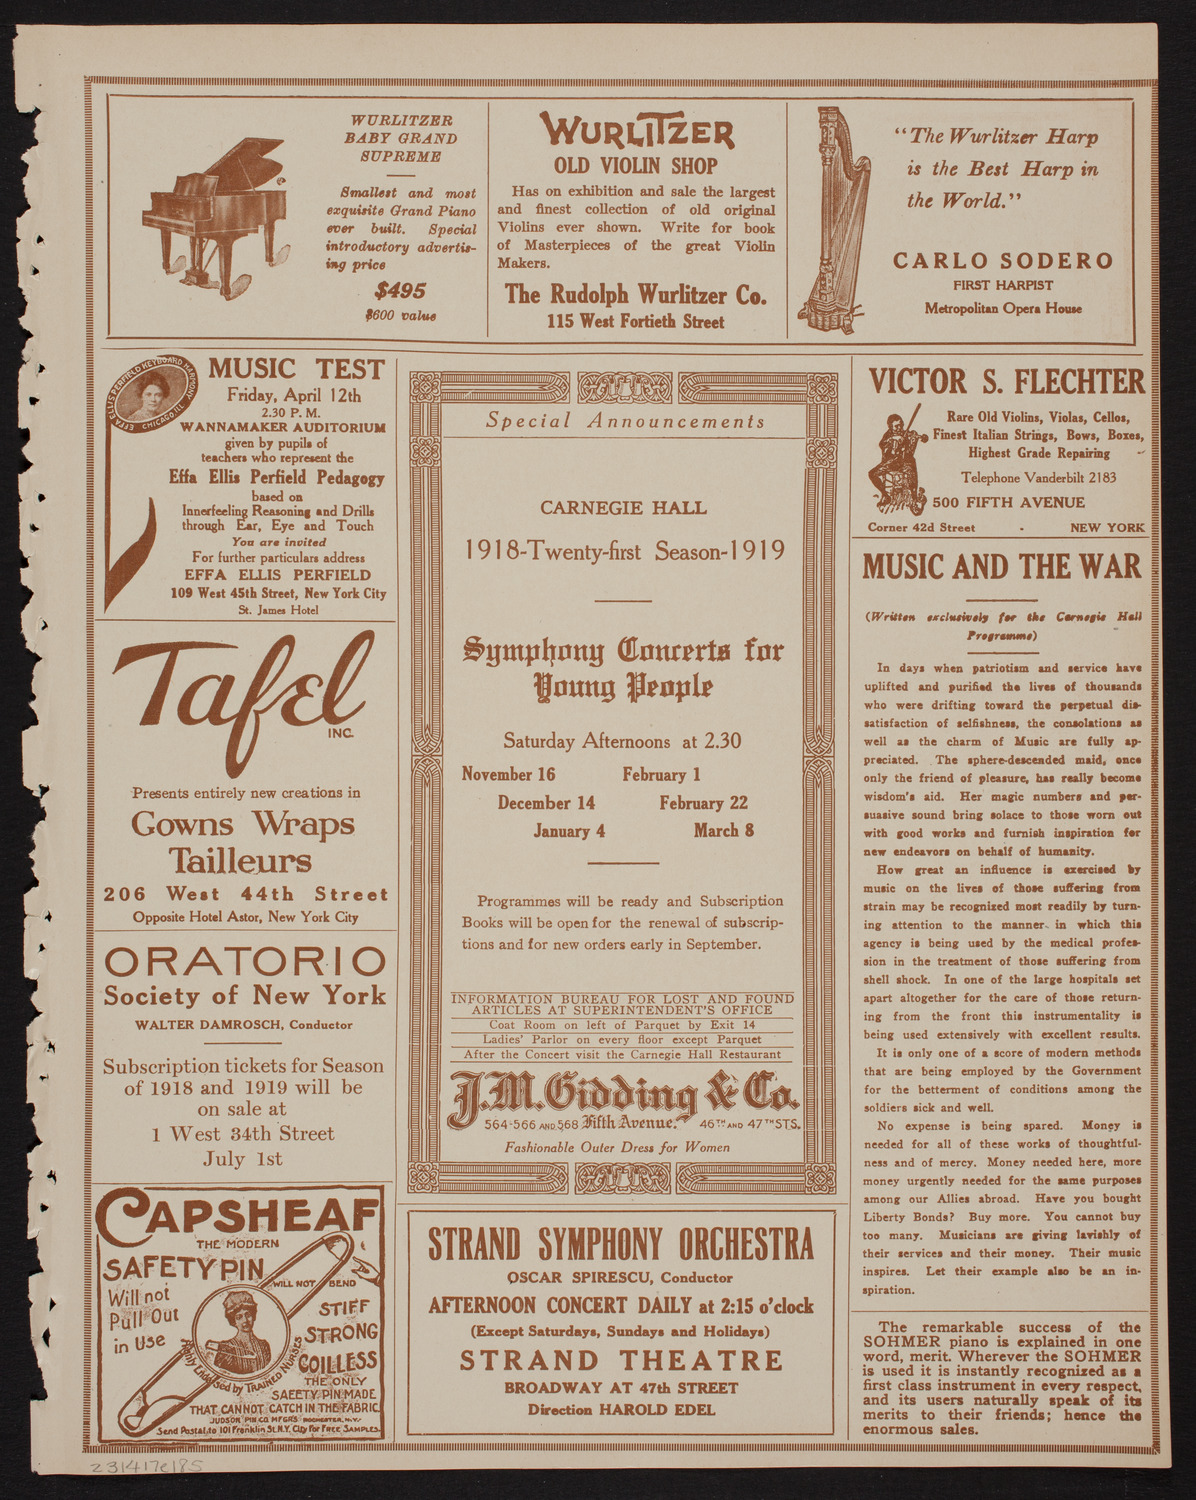 WURLITZER
BABY GRAND
SUPREME
Smallest and most
exquisite Grand Piano
ever built. Special
introductory advertis-
ing price
$495
$600 value
WURLITZER
OLD VIOLIN SHOP
Has on exhibition and sale the largest
and finest collection of old original
Violins ever shown. Write for book
of Masterpieces of the great Violin
Makers.
The Rudolph Wurlitzer Co.
115 West Fortieth Street
"The Wurlitzer Harp
is the Best Harp in
the World."
CARLO SODERO
FIRST HARPIST
Metropolitan Opera House
EFFA ELLIS PERFIELD KEYBOARD HARMONY
CHICAGO, ILL.
MUSIC TEST
Friday, April 12th
2.30 P. M.
WANNAMAKER AUDITORIUM
given by pupils of
teachers who represent the
Effa Ellis Perfield Pedagogy
based on
Innerfeeling Reasoning and Drills
through Ear, Eye and Touch
You are invited
For further particulars address
EFFA ELLIS PERFIELD
109 West 45th Street, New York City
St. James Hotel
Tafel
INC.
Presents entirely new creations in
Gowns Wraps
Tailleurs
206 West 44th Street
Opposite Hotel Astor, New York City
ORATORIO
Society of New York
WALTER DAMROSCH, Conductor
Subscription tickets for Season
of 1918 and 1919 will be
on sale at
1 West 34th Street
July 1st
CAPSHEAF
THE MODERN
SAFETY PIN
WILL NOT BEND
Will not
Pull Out
in Use
STIFF
STRONG
COILLESS
Highly Endorsed by TRAINED NURSES
THE ONLY
SAFETY PIN MADE
THAT CANNOT CATCH IN THE FABRIC
JUDSON PIN CO. MFGRS. ROCHESTER, N.Y.
Send Postal to 101 Franklin St. N.Y. City for FREE SAMPLES.
Special Announcements
CARNEGIE HALL
1918-Twenty-first Season-1919
Symphony Concerts for
Young People
Saturday Afternoons at 2.30
November 16 February 1
December 14 February 22
January 4 March 8
Programmes will be ready and Subscription
Books will be open for the renewal of subscrip-
tions and for new orders early in September.
INFORMATION BUREAU FOR LOST AND FOUND
ARTICLES AT SUPERINTENDENT'S OFFICE
Coat Room on left of Parquet by Exit 14
Ladies' Parlor on every floor except Parquet
After the Concert visit the Carnegie Hall Restaurant
J.M. Gidding & Co.
564-566 AND 568 Fifth Avenue. 46TH AND 47TH STS.
Fashionable Outer Dress for Women
STRAND SYMPHONY ORCHESTRA
OSCAR SPIRESCU, Conductor
AFTERNOON CONCERT DAILY at 2:15 o'clock
(Except Saturdays, Sundays and Holidays)
STRAND THEATRE
BROADWAY AT 47th STREET
Direction HAROLD EDEL
VICTOR S. FLECHTER
Rare Old Violins, Violas, Cellos,
Finest Italian Strings, Bows, Boxes,
Highest Grade Repairing
Telephone Vanderbilt 2183
500 FIFTH AVENUE
Corner 42d Street - NEW YORK
MUSIC AND THE WAR
(Written exclusively for the Carnegie Hall
Programme)
In days when patriotism and service have
uplifted and purified the lives of thousands
who were drifting toward the perpetual dis-
satisfaction of selfishness, the consolations as
well as the charm of Music are fully ap-
preciated. The sphere-descended maid, once
only the friend of pleasure, has really become
wisdom's aid. Her magic numbers and per-
suasive sound bring solace to those worn out
with good works and furnish inspiration for
new endeavors on behalf of humanity.
How great an influence is exercised by
music on the lives of those suffering from
strain may be recognized most readily by turn-
ing attention to the manner in which this
agency is being used by the medical profes-
sion in the treatment of those suffering from
shell shock. In one of the large hospitals set
apart altogether for the care of those return-
ing from the front this instrumentality is
being used extensively with excellent results.
It is only one of a score of modern methods
that are being employed by the Government
for the betterment of conditions among the
soldiers sick and well.
No expense is being spared. Money is
needed for all of these works of thoughtful-
ness and of mercy. Money needed here, more
money urgently needed for the same purposes
among our Allies abroad. Have you bought
Liberty Bonds? Buy more. You cannot buy
too many. Musicians are giving lavishly of
their services and their money. Their music
inspires. Let their example also be an in-
spiration.
The remarkable success of the
SOHMER piano is explained in one
word, merit. Wherever the SOHMER
is used it is instantly recognized as a
first class instrument in every respect,
and its users naturally speak of its
merits to their friends; hence the
enormous sales.
231417e185